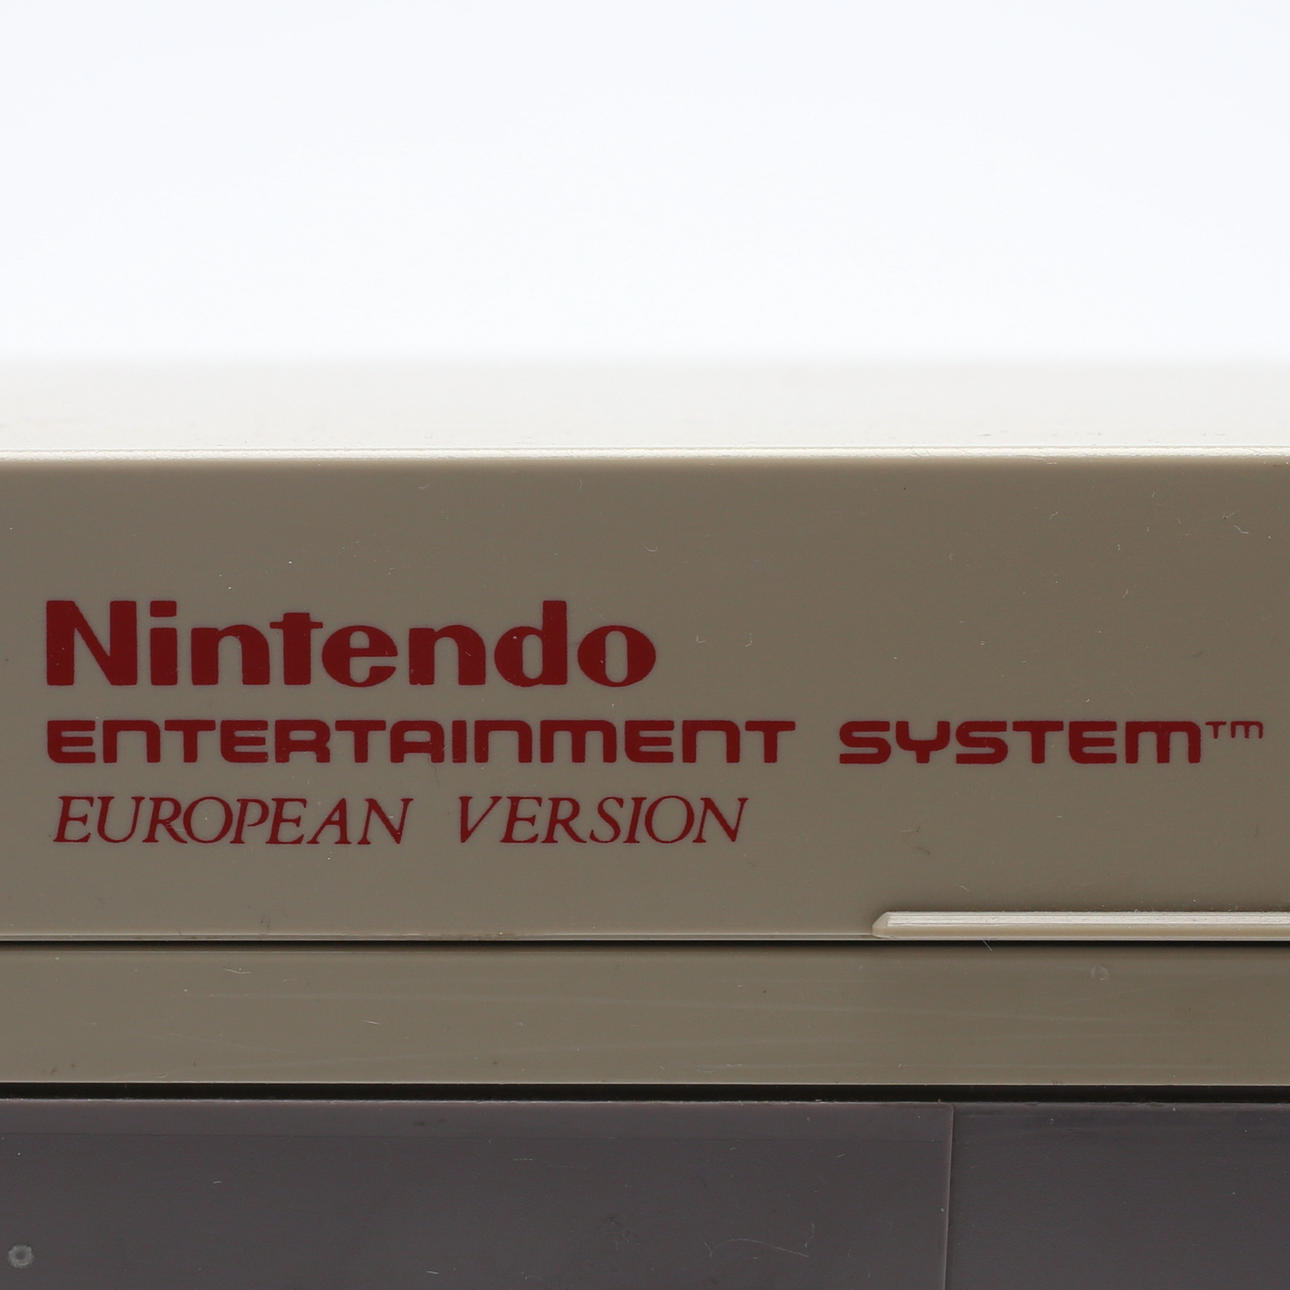 Nintendo
ENTERTAINMENT SYSTEM™
EUROPEAN VERSION